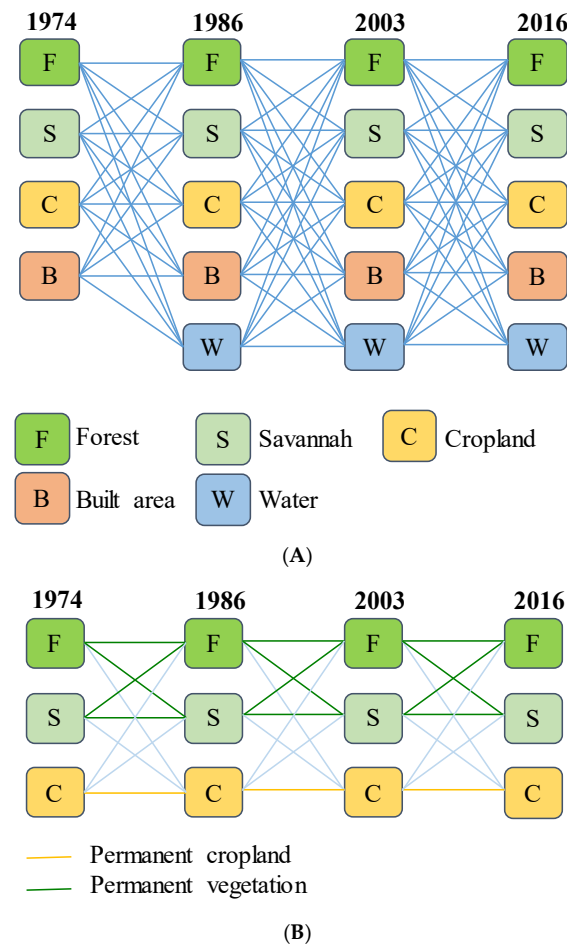 1974 1986 2003 2016
F F F F
S S S S
C C C C
B B B B
W W W
F Forest S Savannah C Cropland
B Built area W Water
(A)
1974 1986 2003 2016
F F F F
S S S S
C C C C
Permanent cropland
Permanent vegetation
(B)